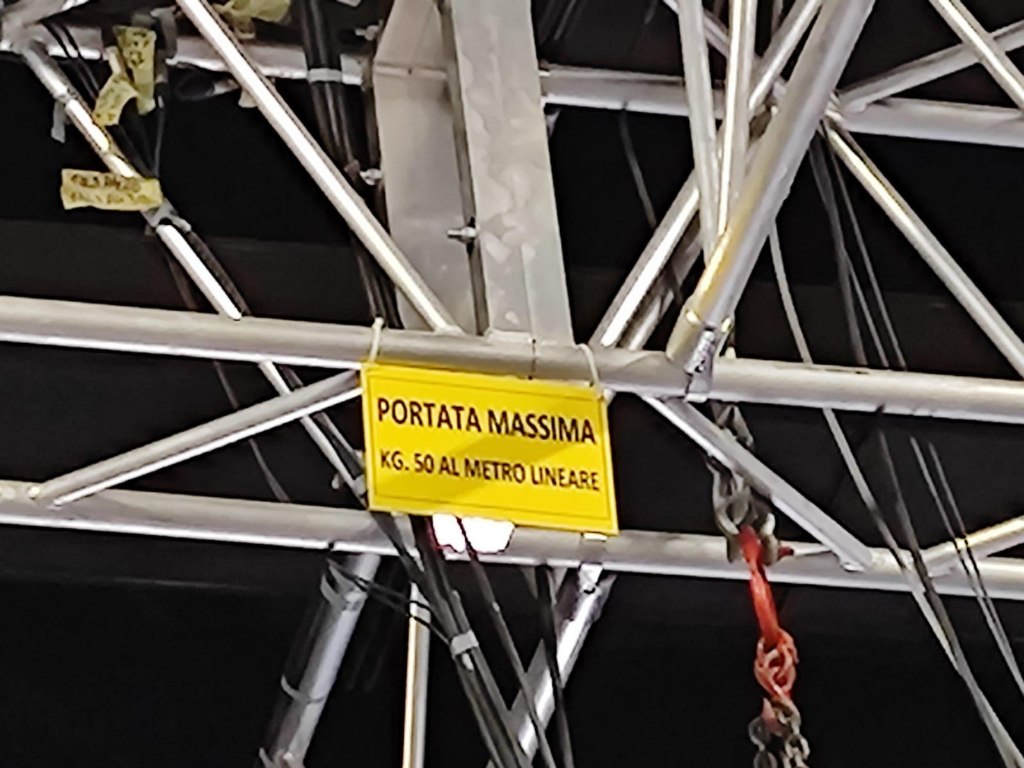 PORTATA MASSIMA
KG. 50 AL METRO LINEARE